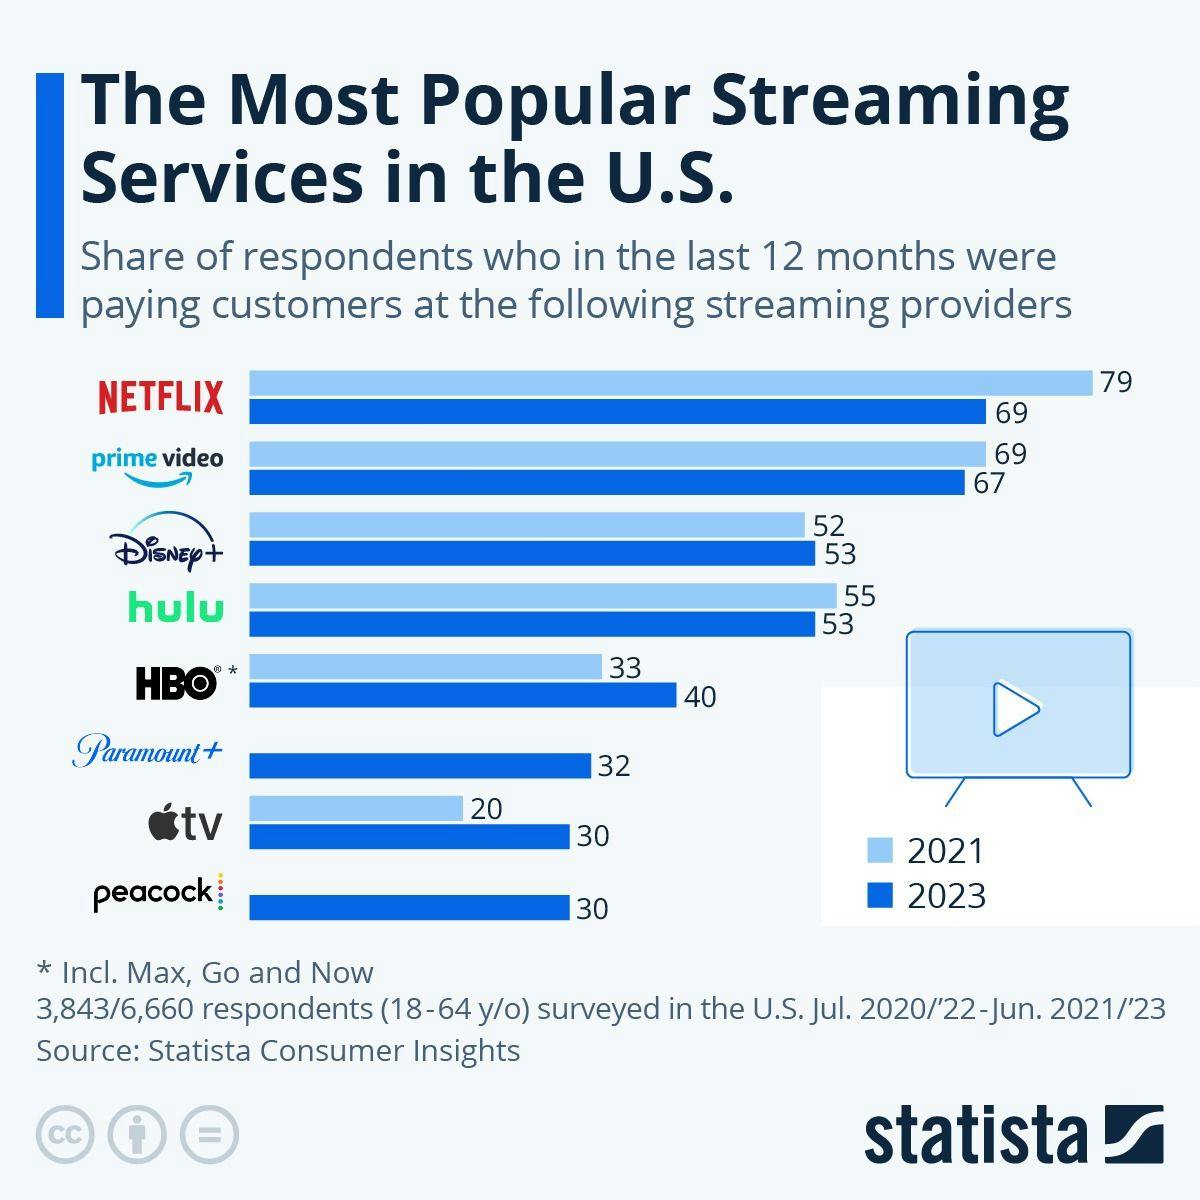 The Most Popular Streaming
Services in the U.S.
Share of respondents who in the last 12 months were
paying customers at the following streaming providers
NETFLIX
79
69
prime video
69
67
Disney+
52
53
hulu
55
53
HBO® *
33
40
Paramount+
32
tv
20
30
peacock
30
2021
2023
* Incl. Max, Go and Now
3,843/6,660 respondents (18-64 y/o) surveyed in the U.S. Jul. 2020/’22-Jun. 2021/’23
Source: Statista Consumer Insights
cc
statista